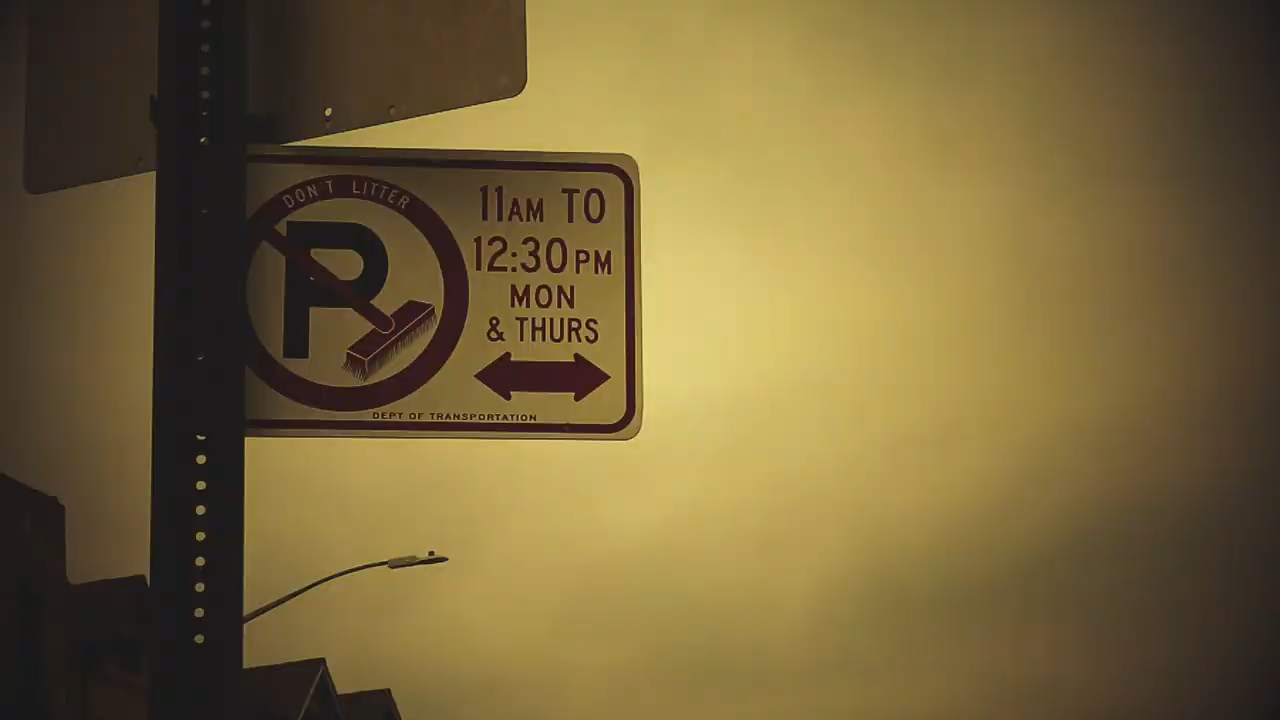 DON'T LITTER
P
11AM TO
12:30PM
MON
& THURS
DEPT OF TRANSPORTATION